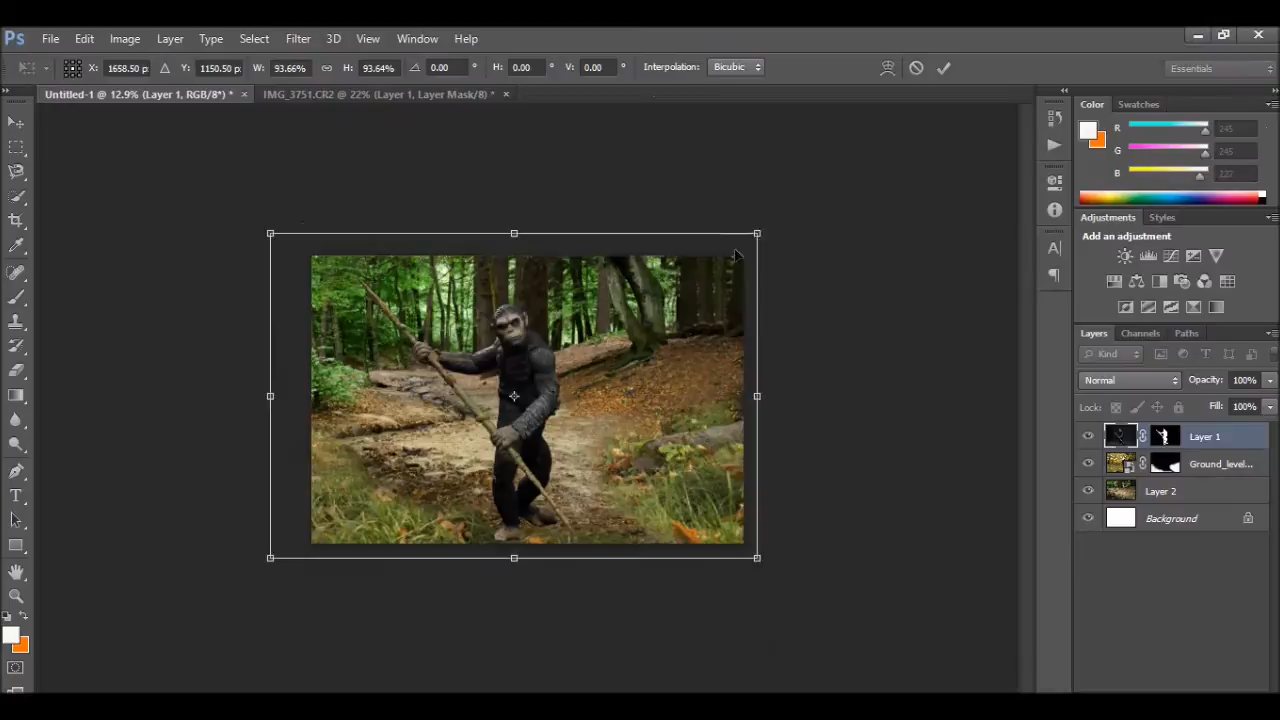 Ps File Edit Image Layer Type Select Filter 3D View Window Help
X: 1658.50 p Y: 1150.50 p W: 93.66% H: 93.64% 0.00 ° H: 0.00 V: 0.00 ° Interpolation: Bicubic Essentials
Untitled-1 @ 12.9% (Layer 1, RGB/8*) * × IMG_3751.CR2 @ 22% (Layer 1, Layer Mask/8) * ×
Color Swatches
R 245
G 245
B 227
Adjustments Styles
Add an adjustment
Layers Channels Paths
Kind
Normal Opacity: 100%
Lock: Fill: 100%
Layer 1
Ground_level...
Layer 2
Background